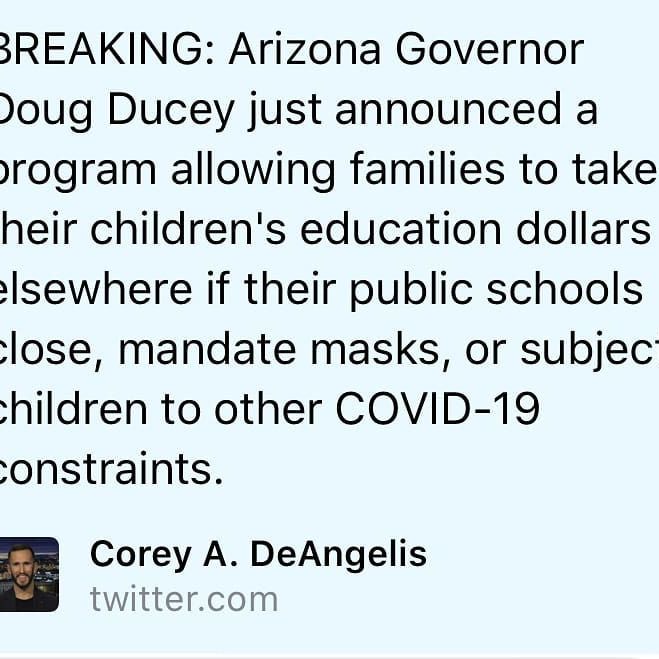 BREAKING: Arizona Governor
Doug Ducey just announced a
program allowing families to take
their children's education dollars
elsewhere if their public schools
close, mandate masks, or subject
children to other COVID-19
constraints.
Corey A. DeAngelis
twitter.com